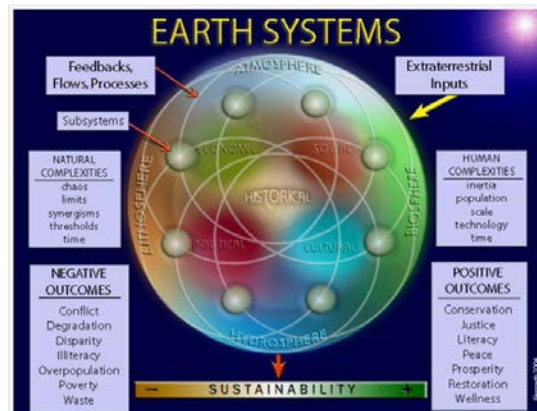 EARTH SYSTEMS
Feedbacks,
Flows, Processes
Extraterrestrial
Inputs
Subsystems
ATMOSPHERE
LITHOSPHERE
BIOSPHERE
HYDROSPHERE
ECONOMIC
SOCIAL
HISTORICAL
POLITICAL
CULTURAL
NATURAL
COMPLEXITIES
chaos
limits
synergisms
thresholds
time
HUMAN
COMPLEXITIES
inertia
population
scale
technology
time
NEGATIVE
OUTCOMES
Conflict
Degradation
Disparity
Illiteracy
Overpopulation
Poverty
Waste
POSITIVE
OUTCOMES
Conservation
Justice
Literacy
Peace
Prosperity
Restoration
Wellness
− SUSTAINABILITY +